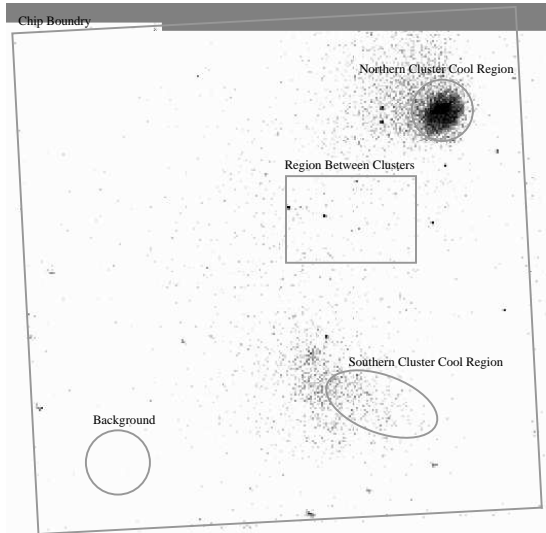 Chip Boundry
Northern Cluster Cool Region
Region Between Clusters
Southern Cluster Cool Region
Background